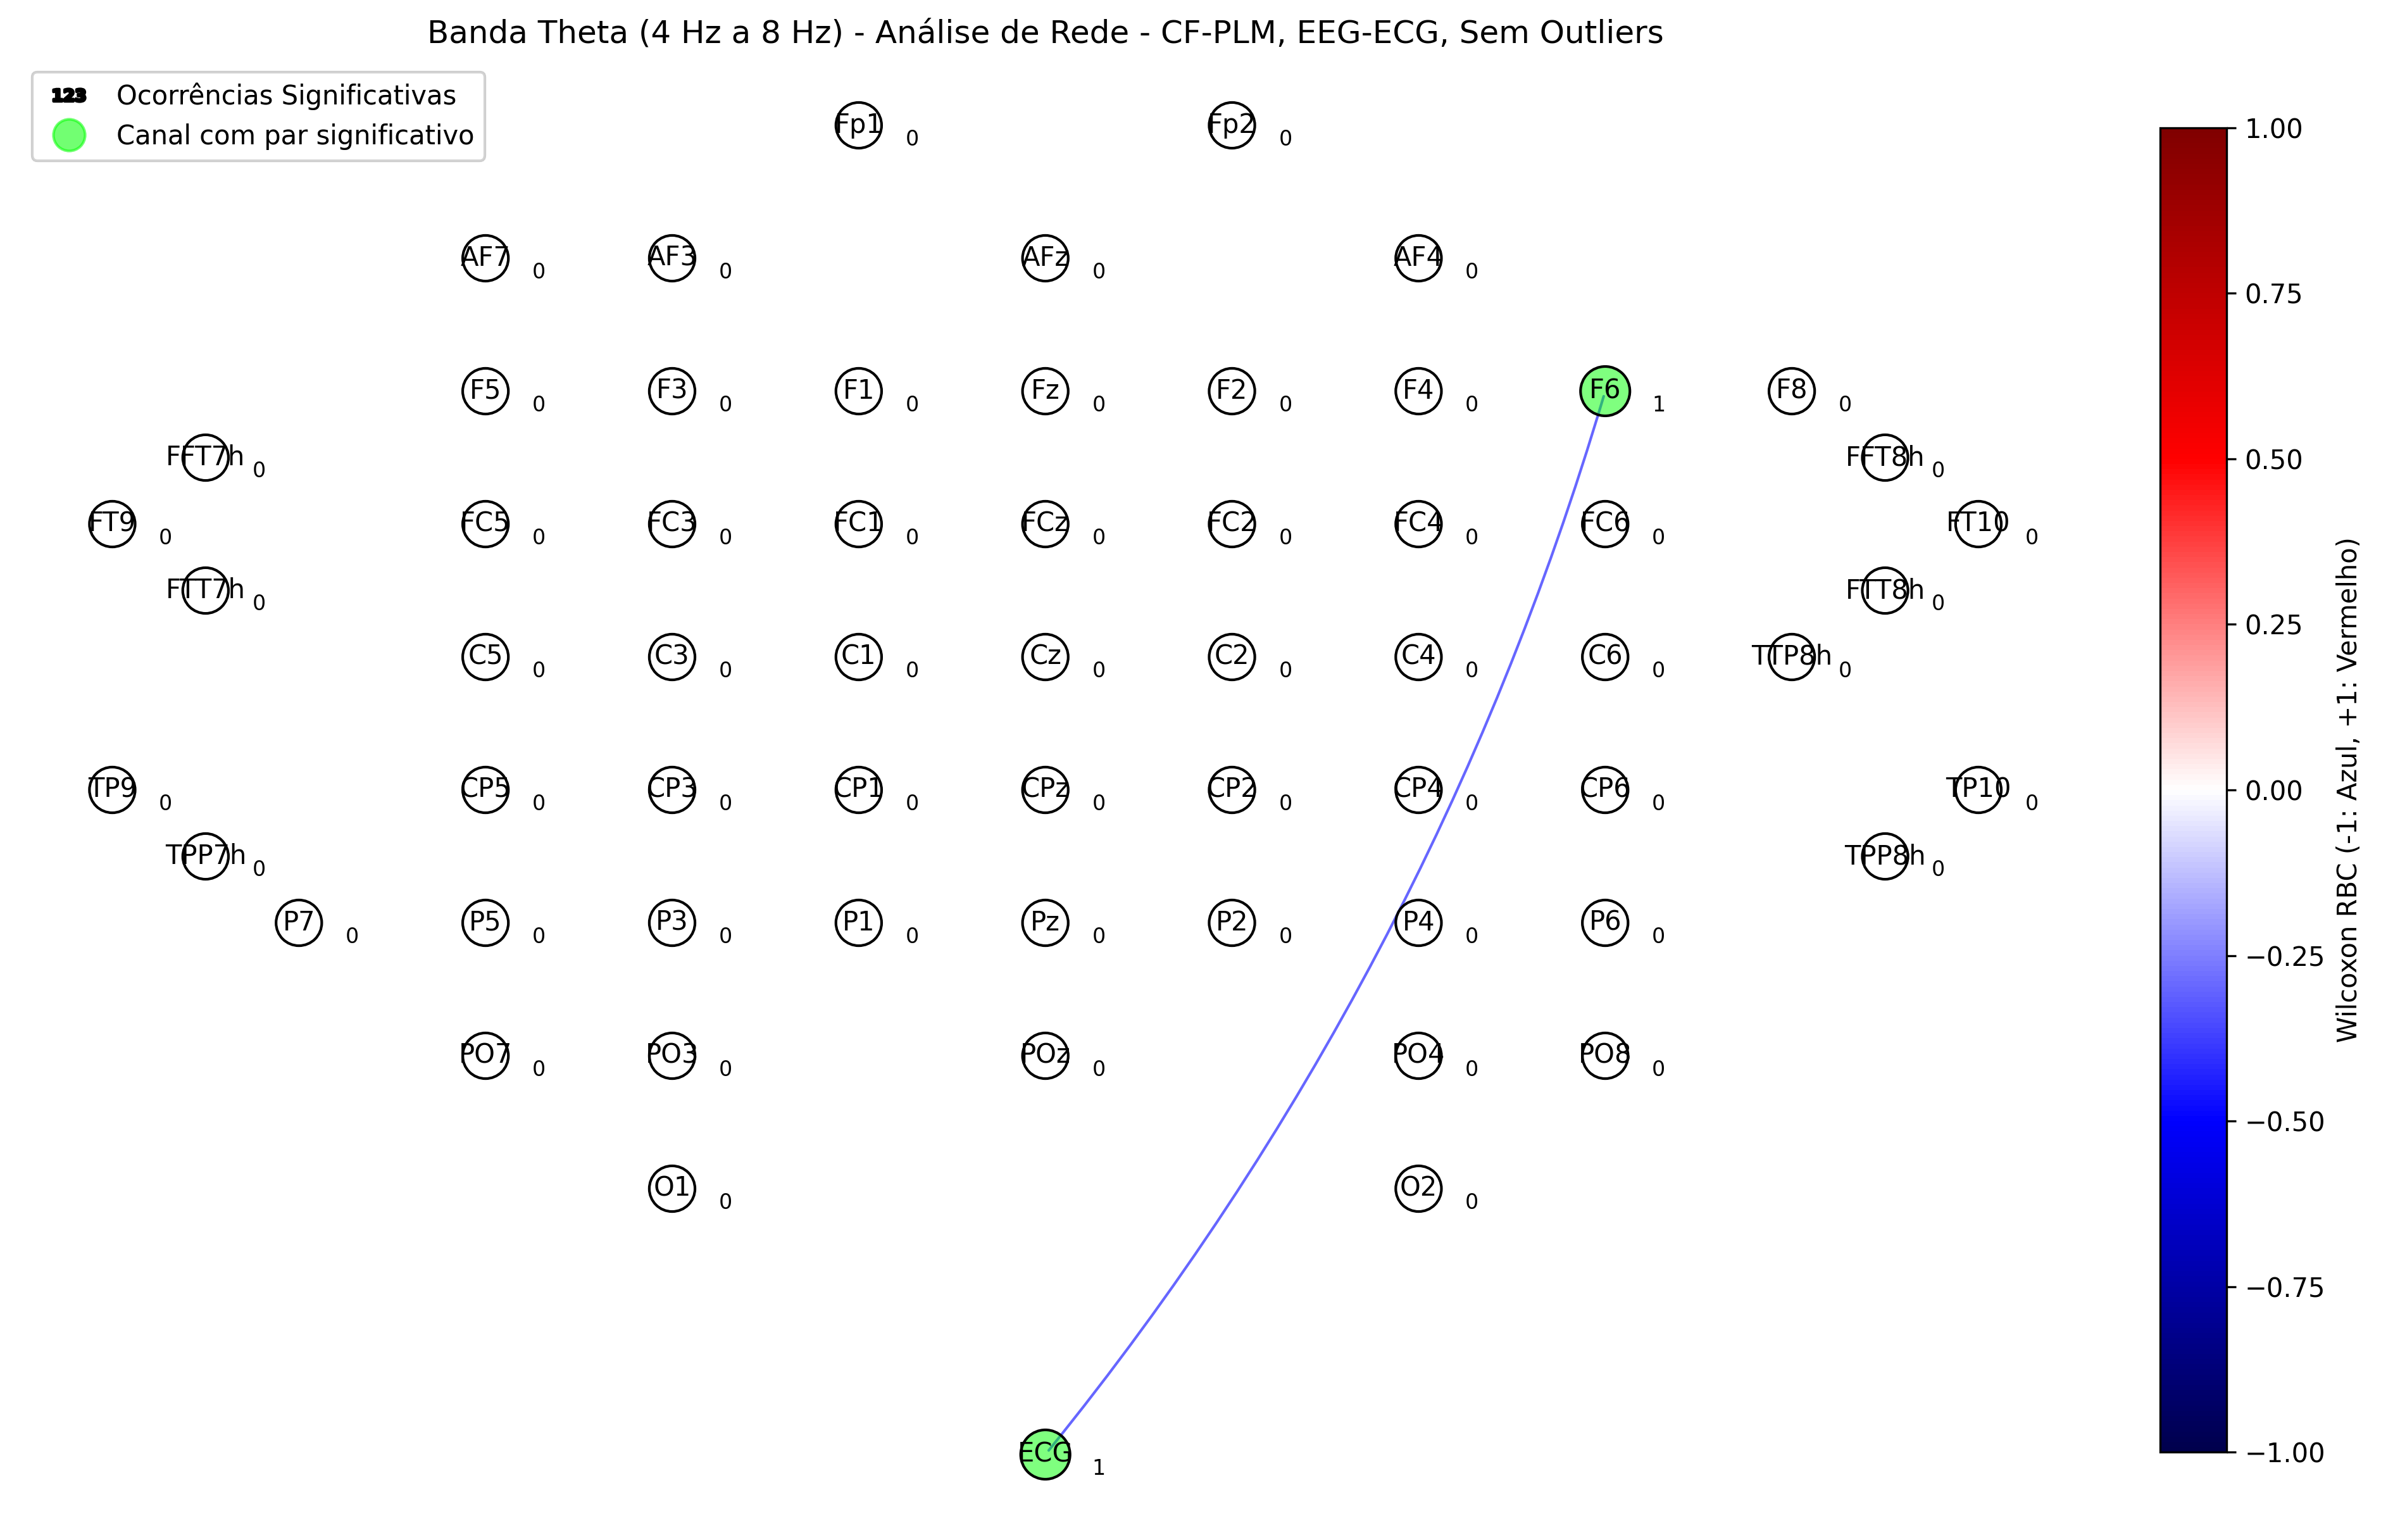 Banda Theta (4 Hz a 8 Hz) - Análise de Rede - CF-PLM, EEG-ECG, Sem Outliers
123 Ocorrências Significativas
Canal com par significativo
Fp1 0 Fp2 0
AF7 0 AF3 0 AFz 0 AF4 0
F5 0 F3 0 F1 0 Fz 0 F2 0 F4 0 F6 1 F8 0
FFT7h 0 FFT8h 0
FT9 0 FC5 0 FC3 0 FC1 0 FCz 0 FC2 0 FC4 0 FC6 0 FT10 0
FTT7h 0 FTT8h 0
C5 0 C3 0 C1 0 Cz 0 C2 0 C4 0 C6 0 TTP8h 0
TP9 0 CP5 0 CP3 0 CP1 0 CPz 0 CP2 0 CP4 0 CP6 0 TP10 0
TPP7h 0 TPP8h 0
P7 0 P5 0 P3 0 P1 0 Pz 0 P2 0 P4 0 P6 0
PO7 0 PO3 0 POz 0 PO4 0 PO8 0
O1 0 O2 0
ECG 1
1.00
0.75
0.50
0.25
0.00
−0.25
−0.50
−0.75
−1.00
Wilcoxon RBC (-1: Azul, +1: Vermelho)